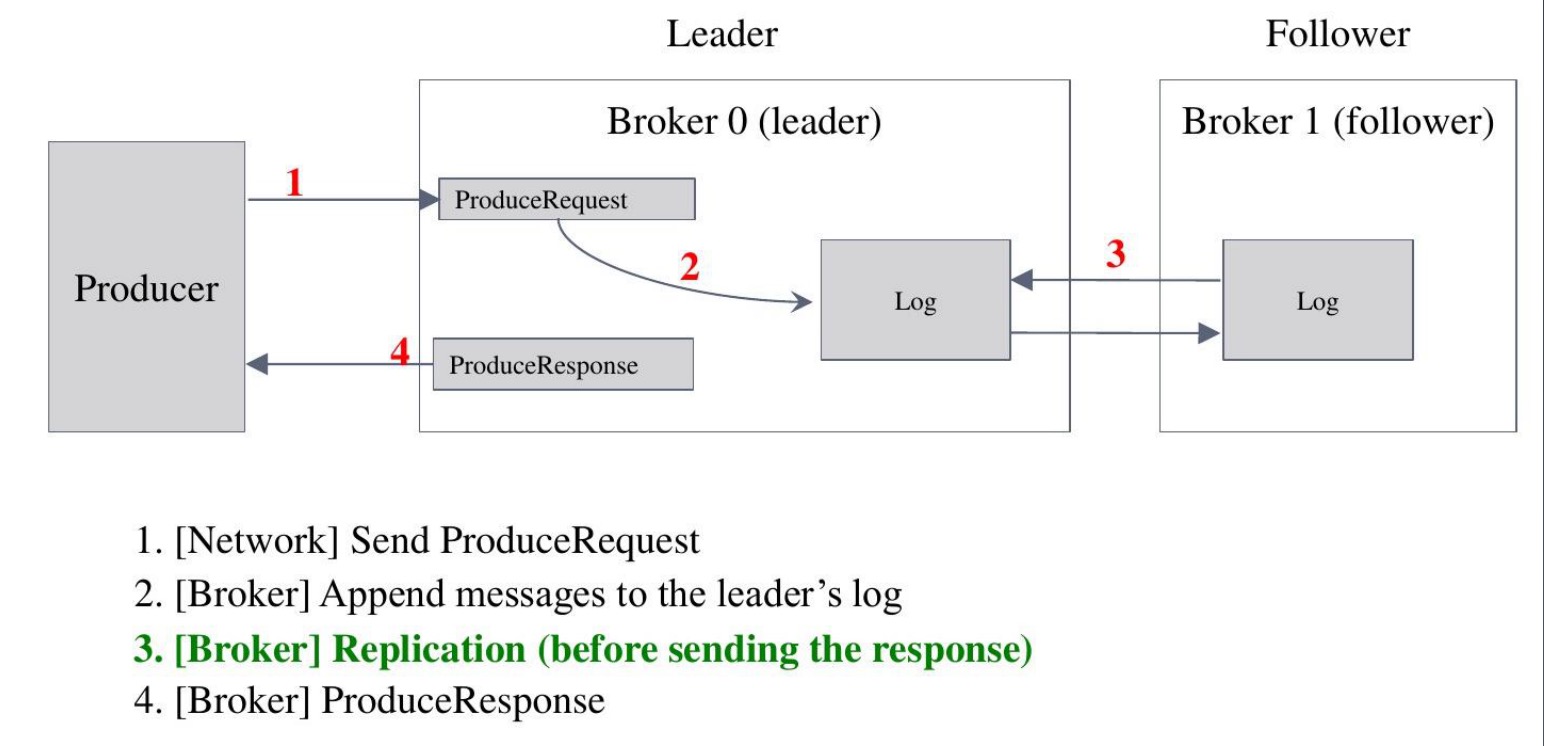 Leader
Follower
Broker 0 (leader)
Broker 1 (follower)
1
ProduceRequest
2
3
Producer
Log
Log
4
ProduceResponse
1. [Network] Send ProduceRequest
2. [Broker] Append messages to the leader’s log
3. [Broker] Replication (before sending the response)
4. [Broker] ProduceResponse